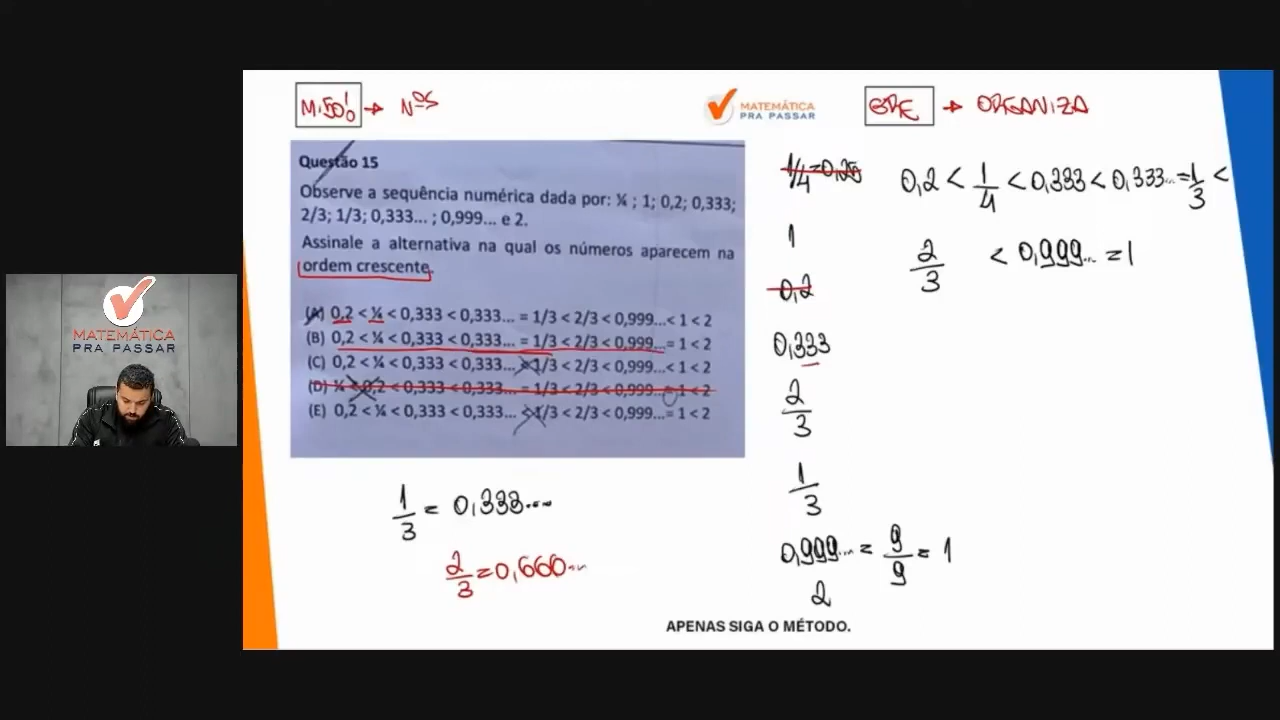 M.50% → Nºs
MATEMÁTICA
PRA PASSAR
GPE → ORGANIZA
Questão 15
Observe a sequência numérica dada por: ¼ ; 1; 0,2; 0,333;
2/3; 1/3; 0,333... ; 0,999... e 2.
Assinale a alternativa na qual os números aparecem na
ordem crescente.
(A) 0,2 < ¼ < 0,333 < 0,333... = 1/3 < 2/3 < 0,999...< 1 < 2
(B) 0,2 < ¼ < 0,333 < 0,333... = 1/3 < 2/3 < 0,999...= 1 < 2
(C) 0,2 < ¼ < 0,333 < 0,333... < 1/3 < 2/3 < 0,999...< 1 < 2
(D) ¼ < 0,2 < 0,333 < 0,333... = 1/3 < 2/3 < 0,999...= 1 < 2
(E) 0,2 < ¼ < 0,333 < 0,333... < 1/3 < 2/3 < 0,999...= 1 < 2
1/3 = 0,333....
2/3 = 0,666...
1/4 = 0,25
1
0,2
0,333
2/3
1/3
0,999... = 9/9 = 1
2
0,2 < 1/4 < 0,333 < 0,333... = 1/3 <
2/3 < 0,999... = 1
APENAS SIGA O MÉTODO.
MATEMÁTICA
PRA PASSAR